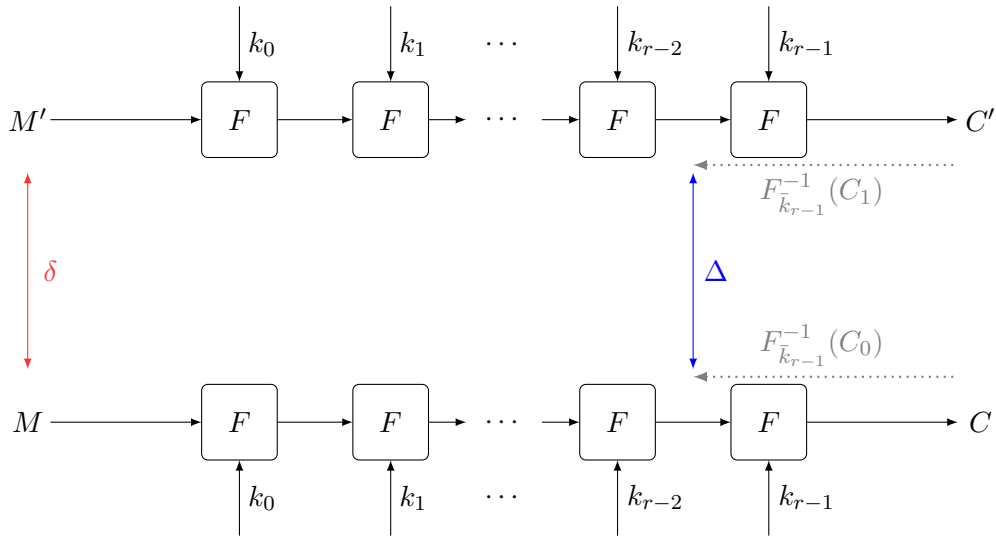 k_0 k_1 ⋯ k_{r−2} k_{r−1}
M′ F F ⋯ F F C′
F^{−1}_{\bar{k}_{r−1}}(C_1)
δ Δ
F^{−1}_{\bar{k}_{r−1}}(C_0)
M F F ⋯ F F C
k_0 k_1 ⋯ k_{r−2} k_{r−1}